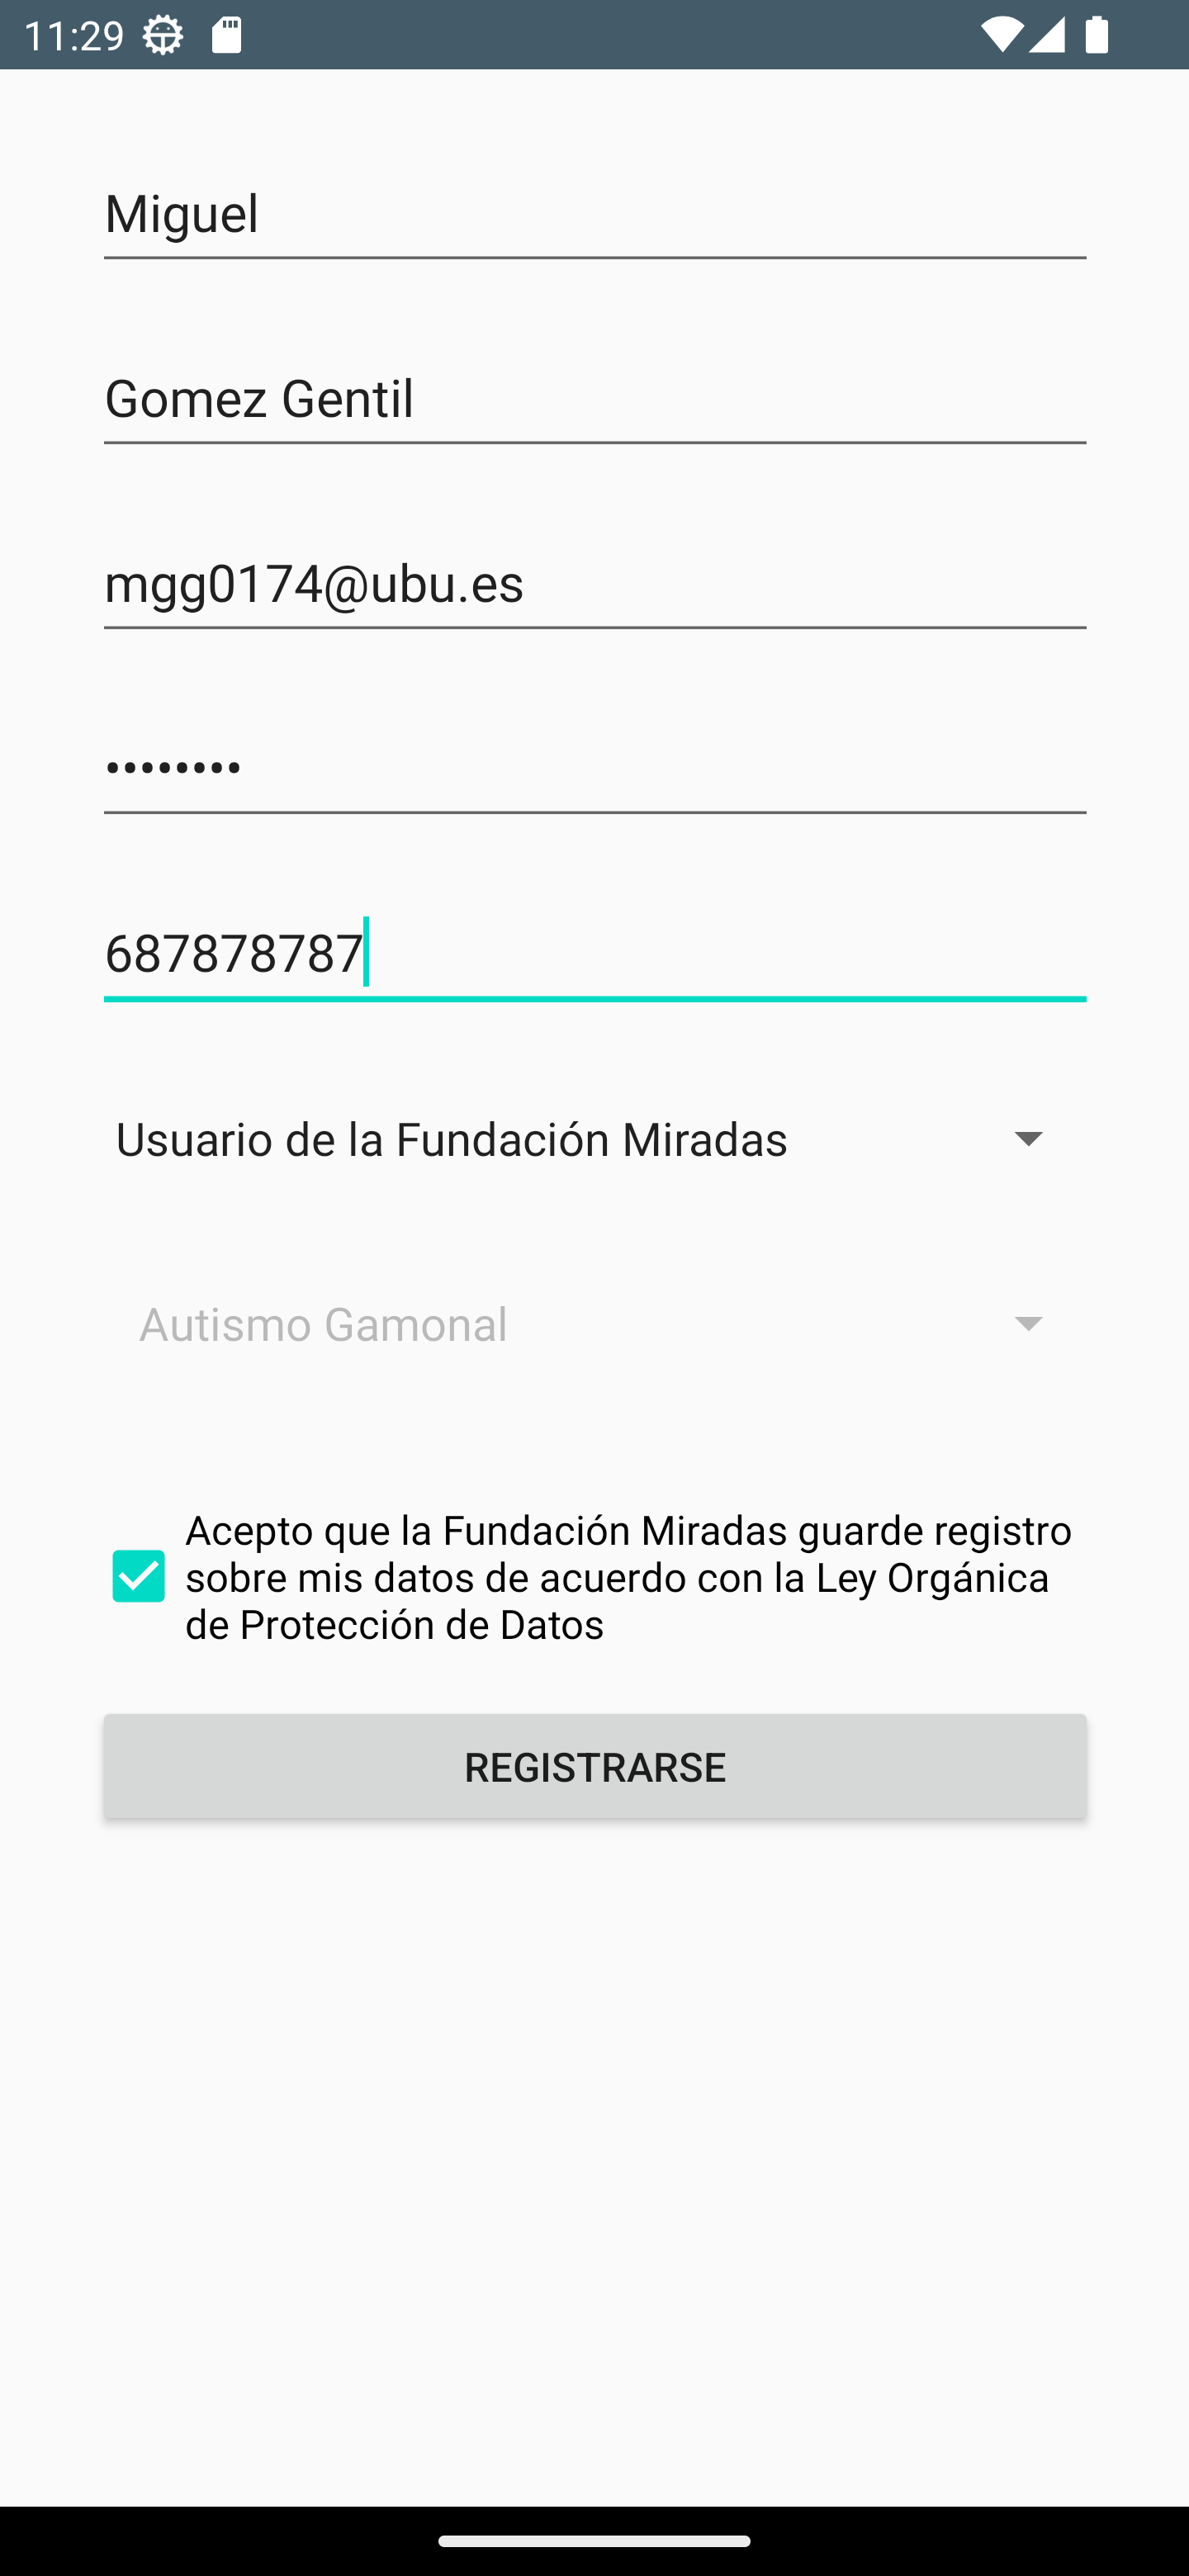 11:29
Miguel
Gomez Gentil
mgg0174@ubu.es
••••••••
687878787
Usuario de la Fundación Miradas
Autismo Gamonal
Acepto que la Fundación Miradas guarde registro
sobre mis datos de acuerdo con la Ley Orgánica
de Protección de Datos
REGISTRARSE